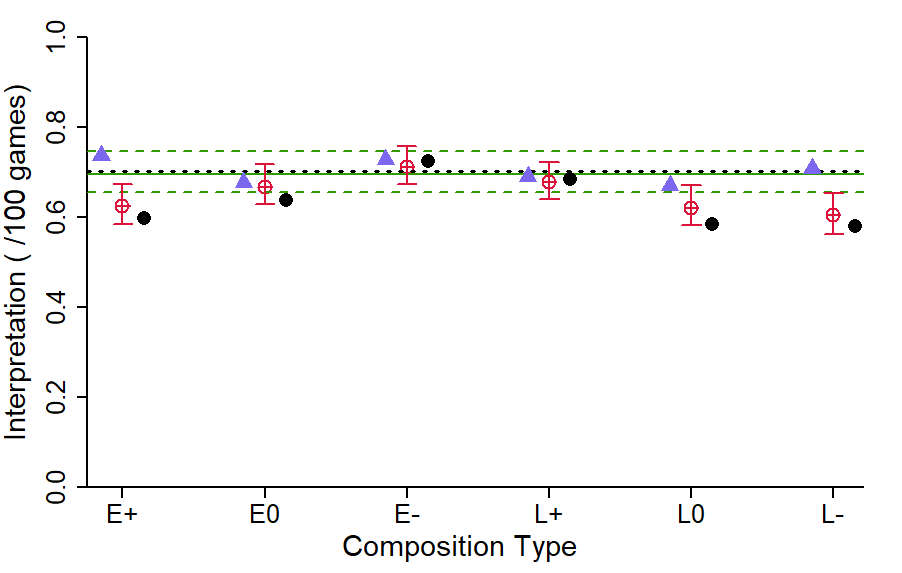 Interpretation ( /100 games)
1.0
0.8
0.6
0.4
0.2
0.0
E+ E0 E- L+ L0 L-
Composition Type